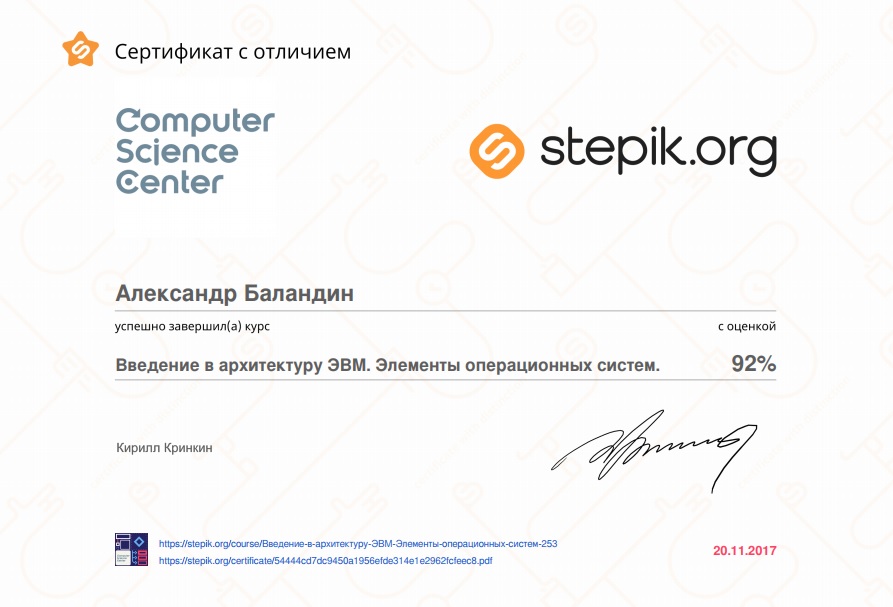 Сертификат с отличием
Computer
Science
Center
stepik.org
Александр Баландин
успешно завершил(а) курс
с оценкой
Введение в архитектуру ЭВМ. Элементы операционных систем.
92%
Кирилл Кринкин
https://stepik.org/course/Введение-в-архитектуру-ЭВМ-Элементы-операционных-систем-253
https://stepik.org/certificate/54444cd7dc9450a1956efde314e1e2962fcfeec8.pdf
20.11.2017